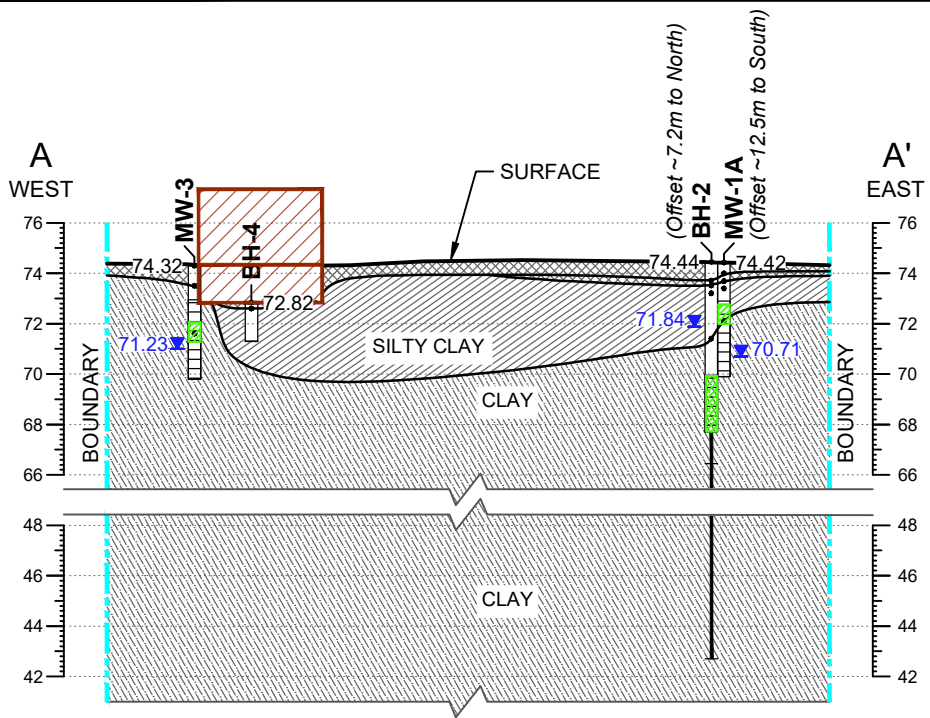 (Offset ~7.2m to North)
BH-2
MW-1A
(Offset ~12.5m to South)
A
WEST
A'
EAST
MW-3
BH-4
SURFACE
76
76
74
74.32
74.44
74.42
74
72.82
72
71.23
SILTY CLAY
71.84
70.71
72
70
CLAY
70
68
68
BOUNDARY
BOUNDARY
66
66
48
48
46
46
CLAY
44
44
42
42